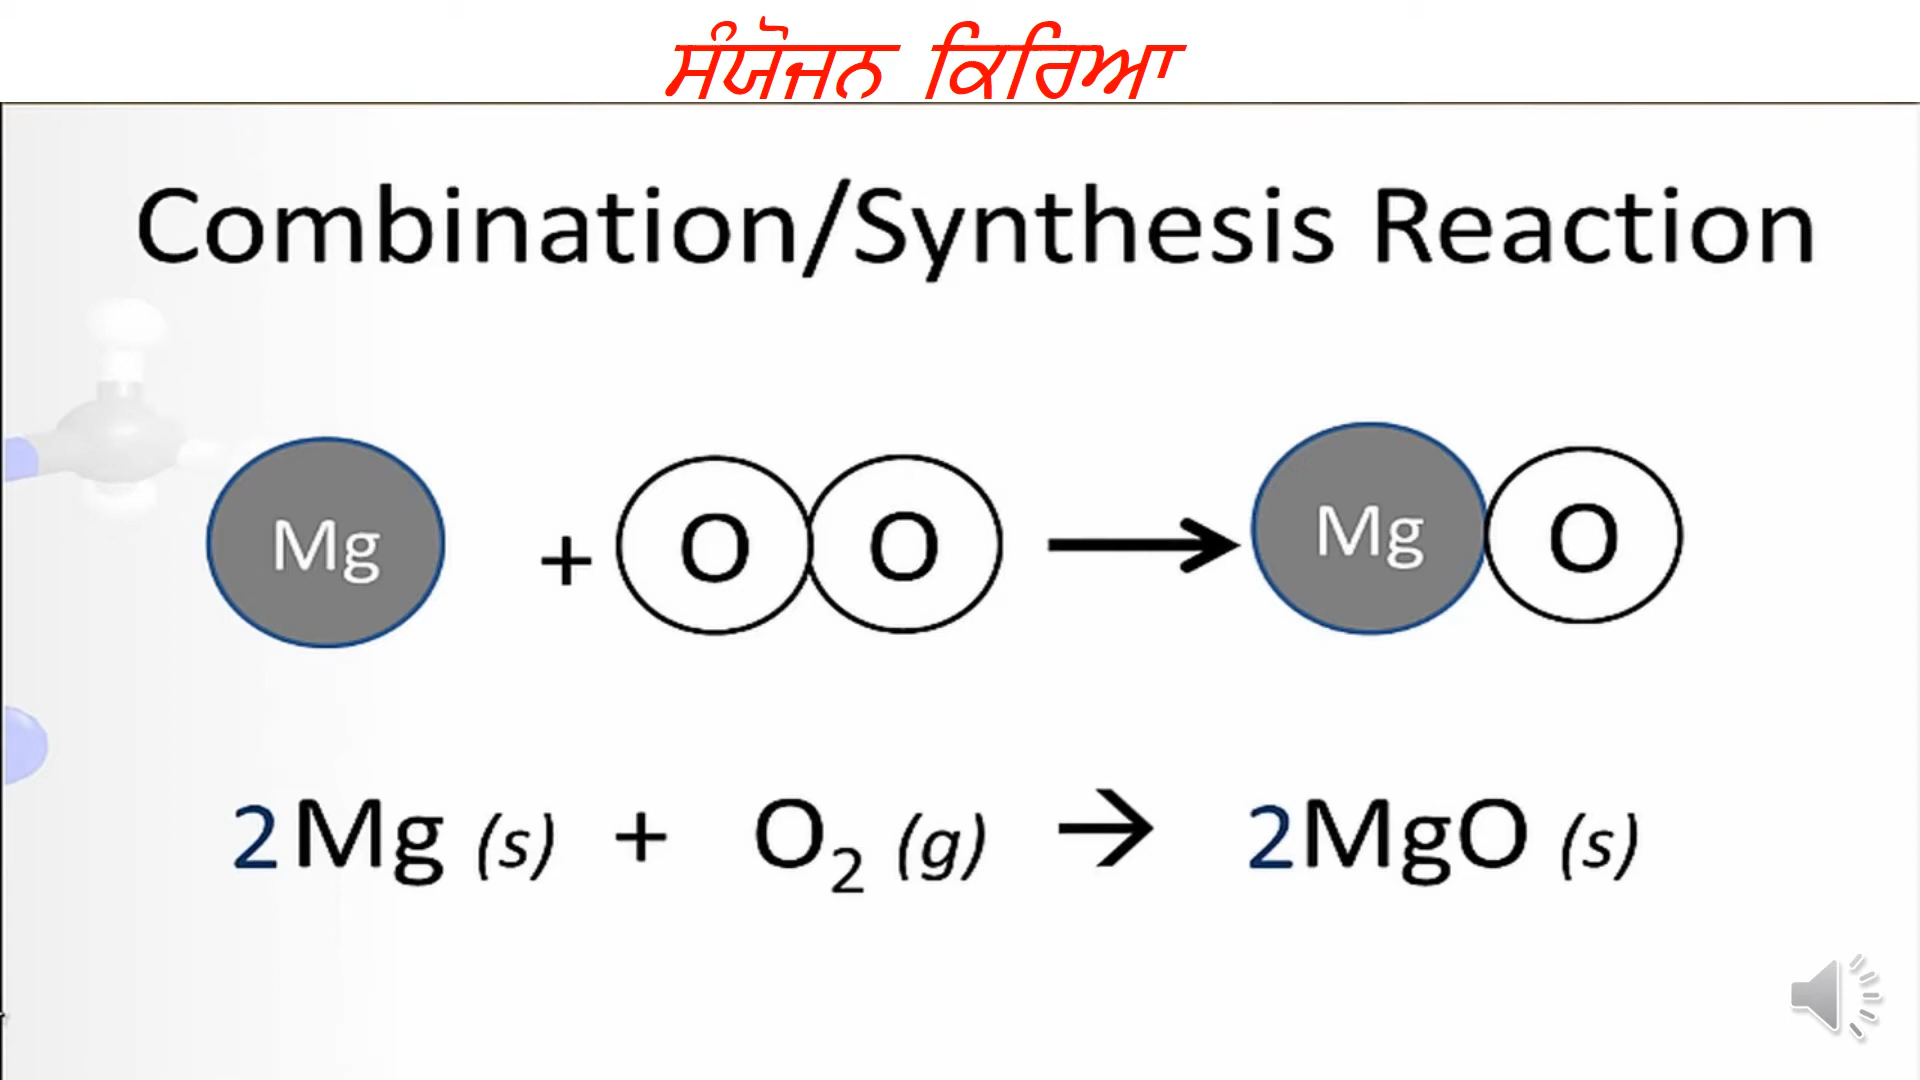 ਸੰਯੋਜਨ ਕਿਰਿਆ
Combination/Synthesis Reaction
Mg + O O → Mg O
2Mg (s) + O₂ (g) → 2MgO (s)